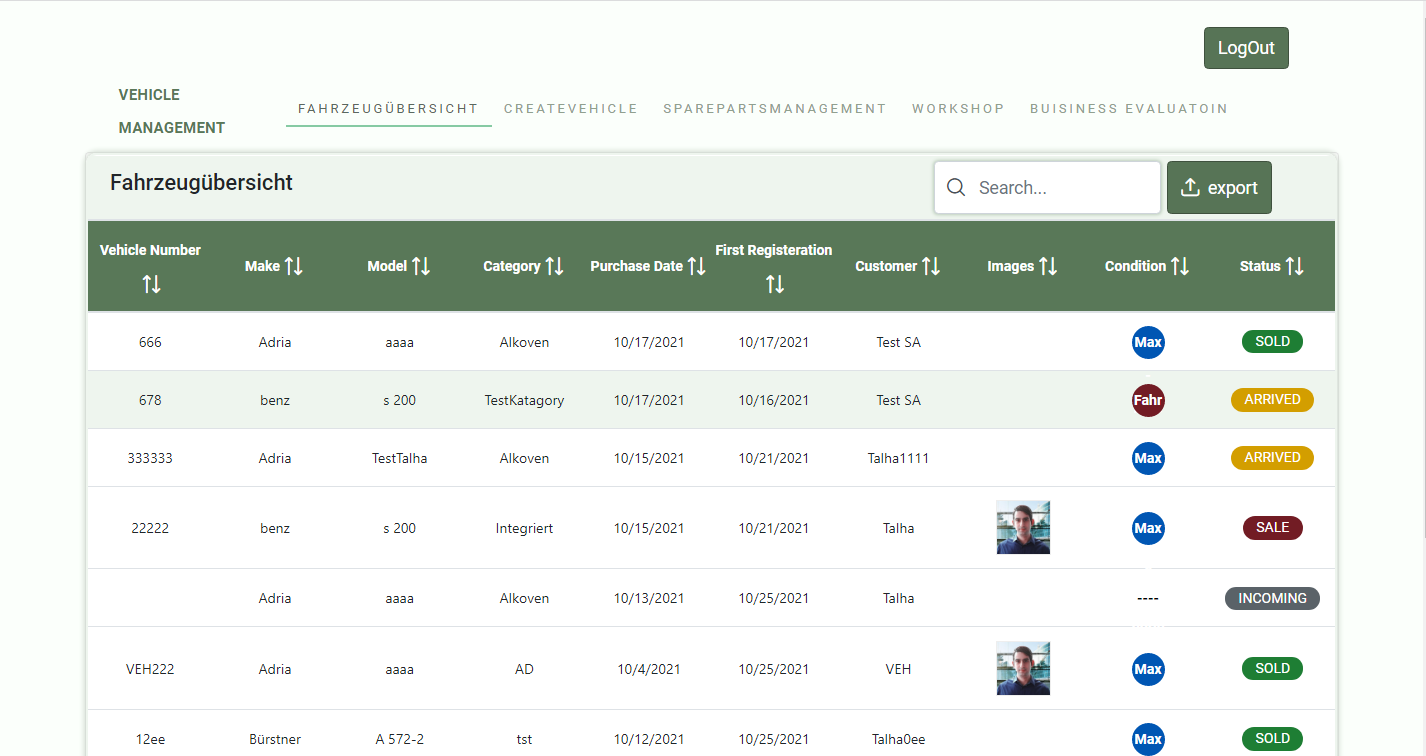 LogOut
VEHICLE
MANAGEMENT
FAHRZEUGÜBERSICHT CREATEVEHICLE SPAREPARTSMANAGEMENT WORKSHOP BUISINESS EVALUATOIN
Fahrzeugübersicht Search... export
Vehicle Number Make Model Category Purchase Date First Registeration Customer Images Condition Status
666 Adria aaaa Alkoven 10/17/2021 10/17/2021 Test SA Max SOLD
678 benz s 200 TestKatagory 10/17/2021 10/16/2021 Test SA Fahr ARRIVED
333333 Adria TestTalha Alkoven 10/15/2021 10/21/2021 Talha1111 Max ARRIVED
22222 benz s 200 Integriert 10/15/2021 10/21/2021 Talha Max SALE
Adria aaaa Alkoven 10/13/2021 10/25/2021 Talha ---- INCOMING
VEH222 Adria aaaa AD 10/4/2021 10/25/2021 VEH Max SOLD
12ee Bürstner A 572-2 tst 10/12/2021 10/25/2021 Talha0ee Max SOLD